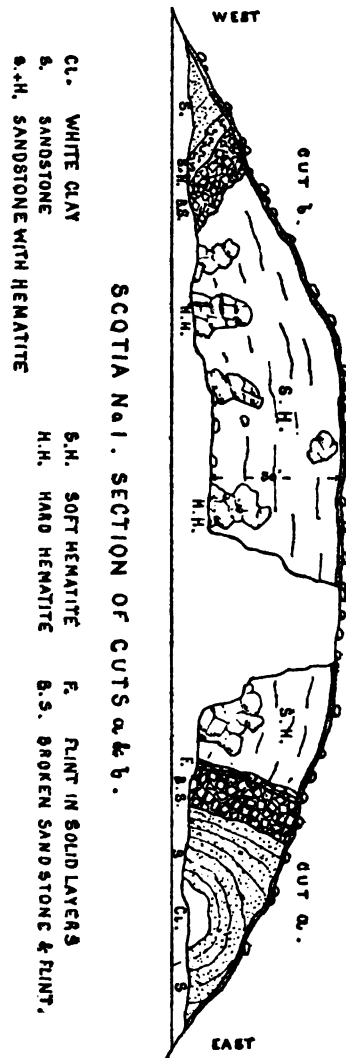 WEST
CUT b.
S.
S.H.
B.S.
H.H.
S. H.
H.H.
S.H.
F.
B.S.
S
CL.
S
CUT a.
EAST
SCOTIA No 1. SECTION OF CUTS a & b.
CL. WHITE CLAY
S. SANDSTONE
S.+H. SANDSTONE WITH HEMATITE
S.H. SOFT HEMATITE
H.H. HARD HEMATITE
F. FLINT IN SOLID LAYERS
B.S. BROKEN SANDSTONE & FLINT.